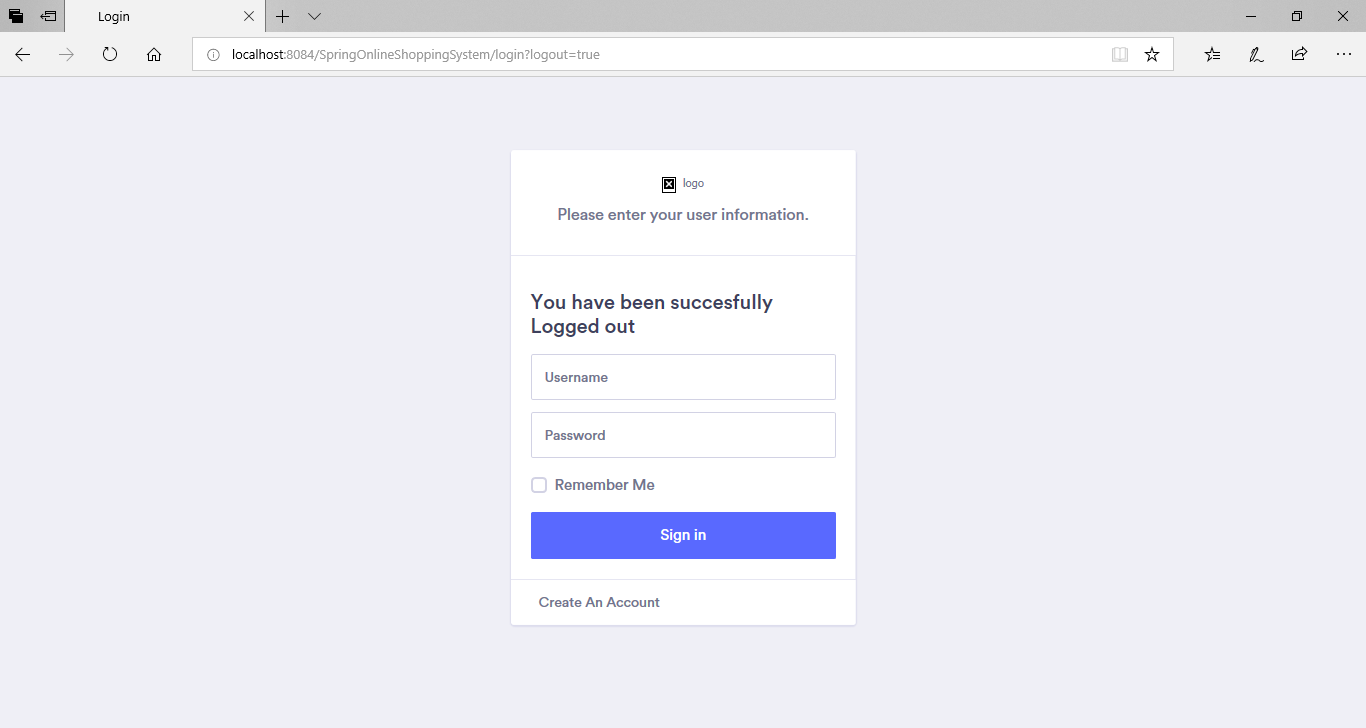 Login
localhost:8084/SpringOnlineShoppingSystem/login?logout=true
logo
Please enter your user information.
You have been succesfully
Logged out
Username
Password
Remember Me
Sign in
Create An Account